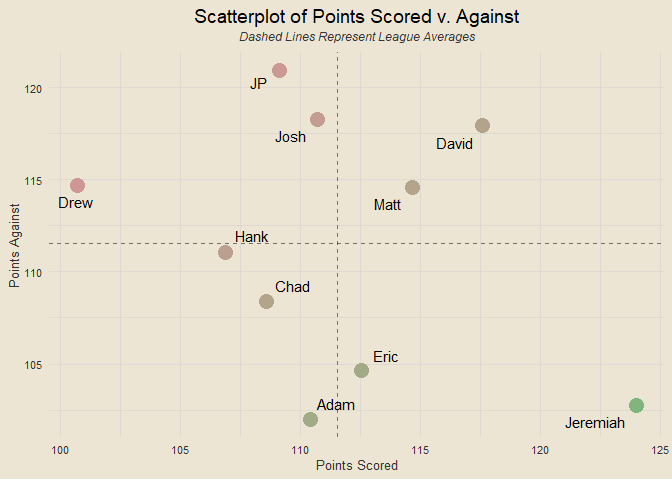 Scatterplot of Points Scored v. Against
Dashed Lines Represent League Averages
120
115
110
105
Points Against
JP
Josh
David
Drew
Matt
Hank
Chad
Eric
Adam
Jeremiah
100
105
110
115
120
125
Points Scored